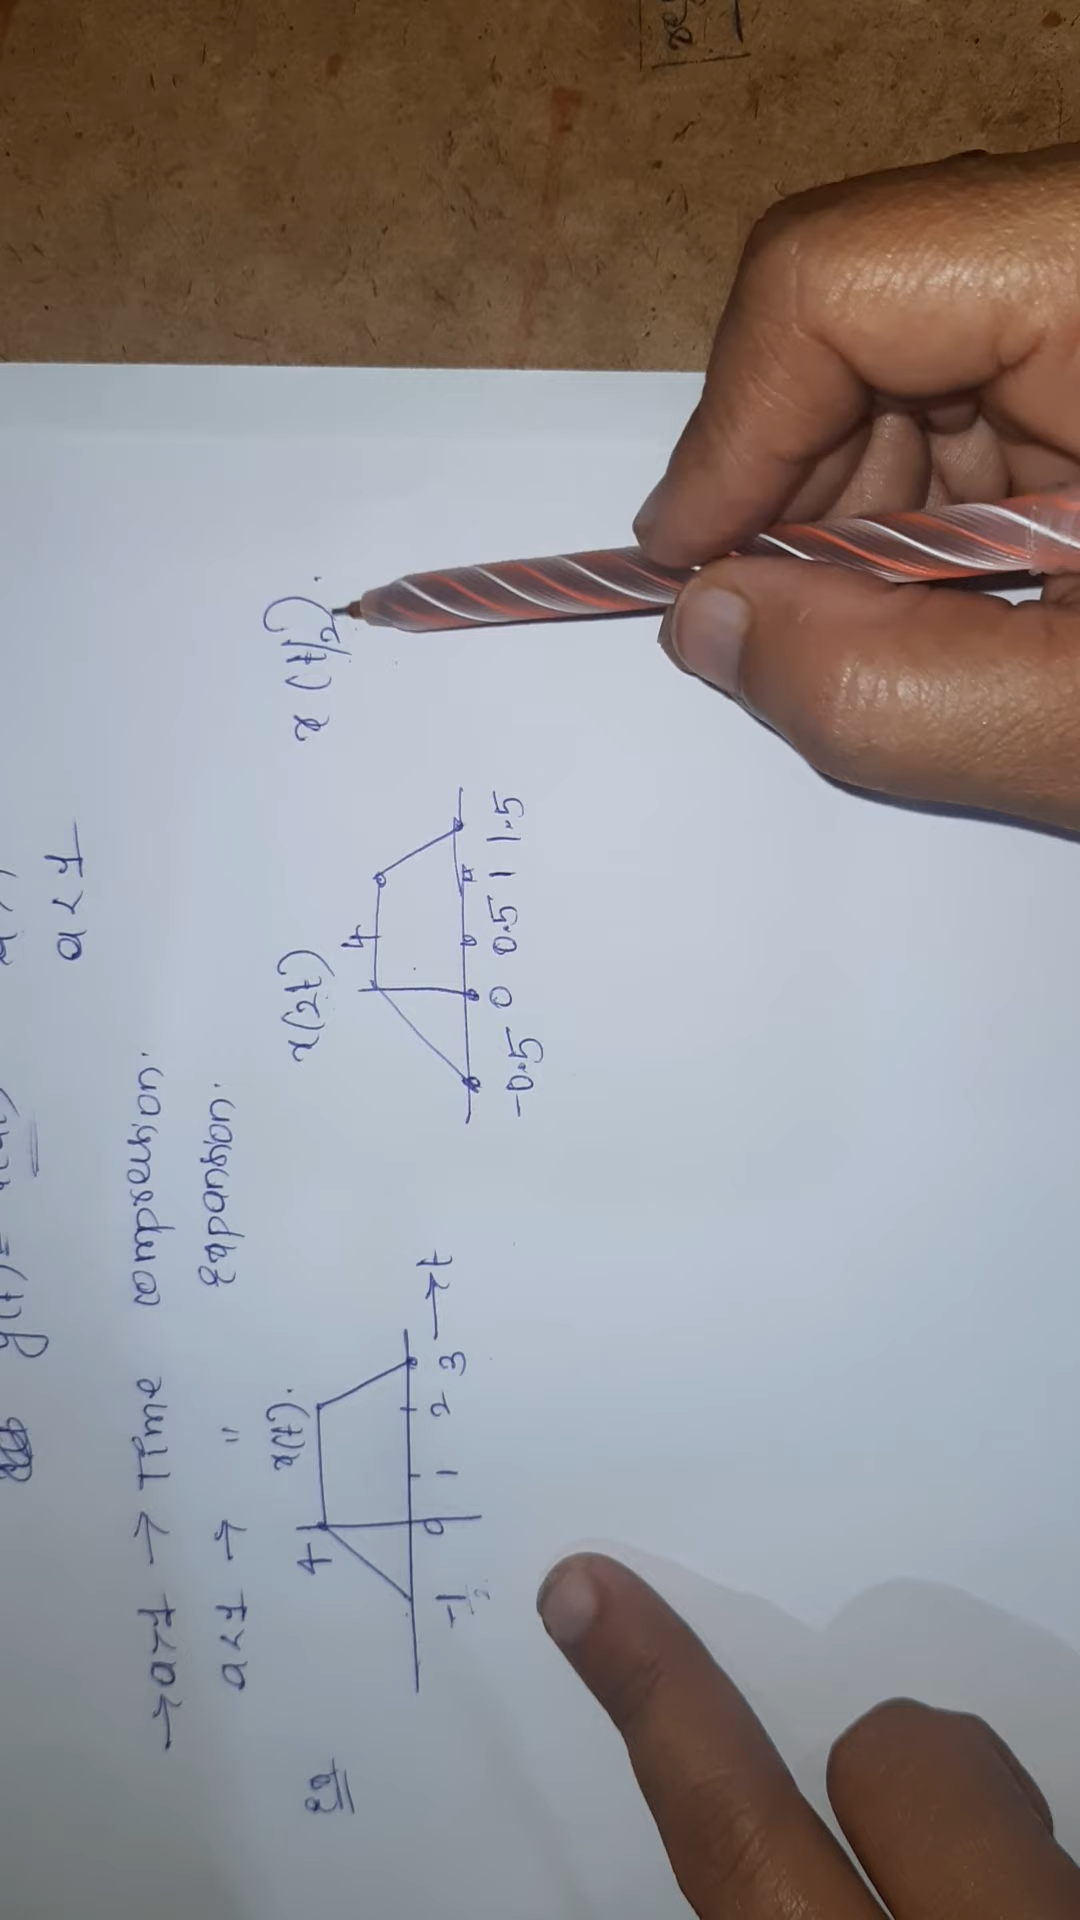 a < 1
→ a>1 → Time compression.
a<1 → " Expansion.
Eg
x(t).
4
-1 0 1 2 3 → t
x(2t)
4
-0.5 0 0.5 1 1.5
x(t/2).